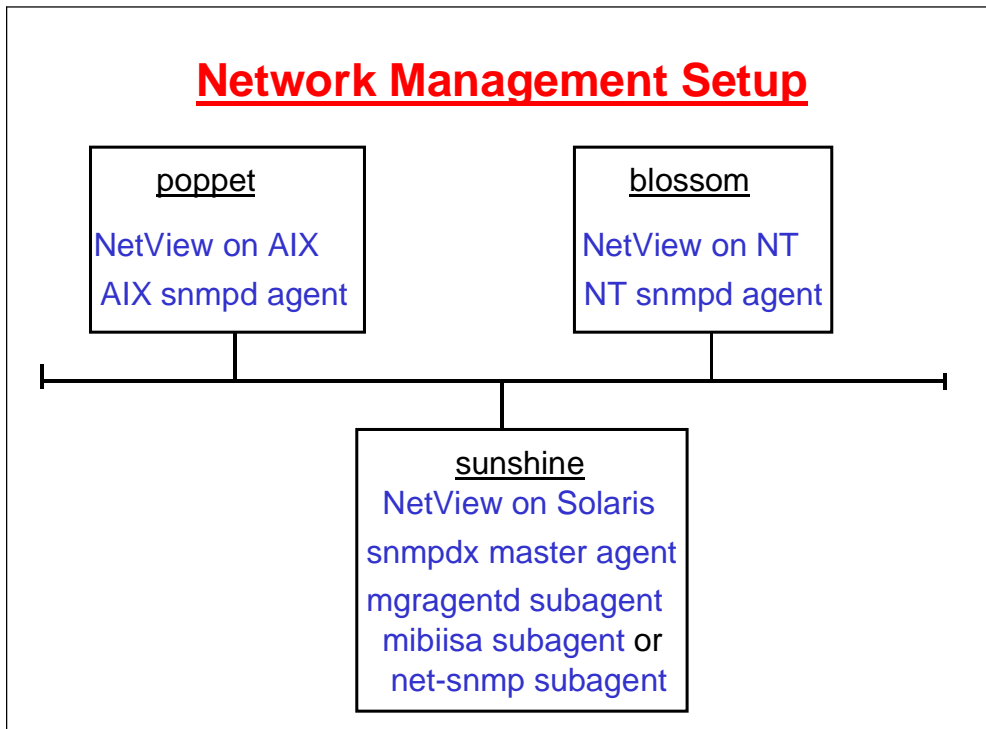 Network Management Setup
poppet
NetView on AIX
AIX snmpd agent
blossom
NetView on NT
NT snmpd agent
sunshine
NetView on Solaris
snmpdx master agent
mgragentd subagent
mibiisa subagent or
net-snmp subagent